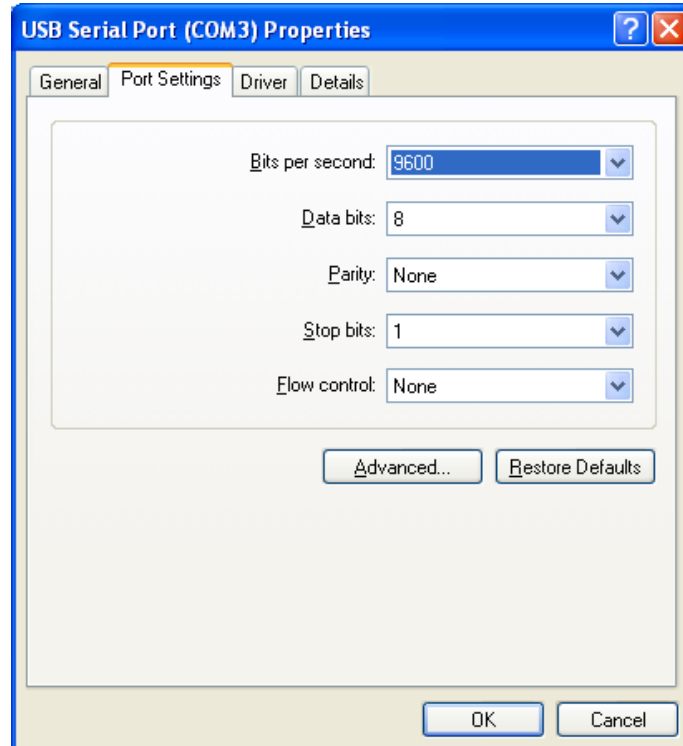 USB Serial Port (COM3) Properties
General Port Settings Driver Details
Bits per second: 9600
Data bits: 8
Parity: None
Stop bits: 1
Flow control: None
Advanced... Restore Defaults
OK Cancel